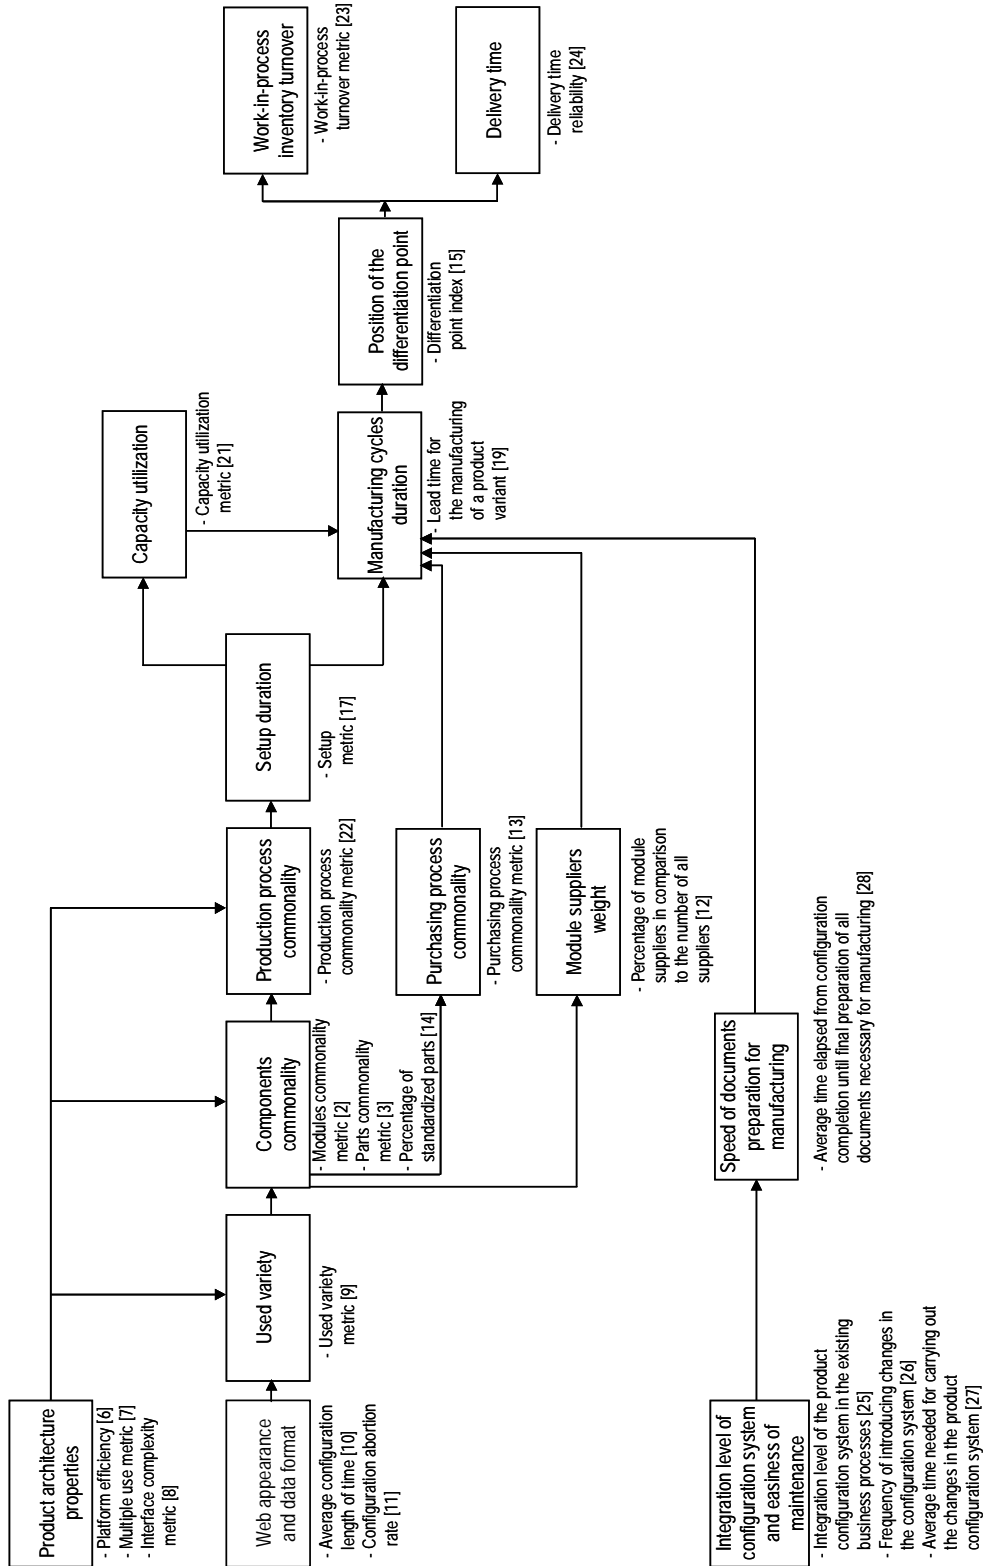 Product architecture
properties
- Platform efficiency [6]
- Multiple use metric [7]
- Interface complexity
metric [8]
Web appearance
and data format
- Average configuration
length of time [10]
- Configuration abortion
rate [11]
Used variety
- Used variety
metric [9]
Components
commonality
- Modules commonality
metric [2]
- Parts commonality
metric [3]
- Percentage of
standardized parts [14]
Production process
commonality
- Production process
commonality metric [22]
Setup duration
- Setup
metric [17]
Capacity utilization
- Capacity utilization
metric [21]
Manufacturing cycles
duration
- Lead time for
the manufacturing
of a product
variant [19]
Position of the
differentiation point
- Differentiation
point index [15]
Work-in-process
inventory turnover
- Work-in-process
turnover metric [23]
Delivery time
- Delivery time
reliability [24]
Purchasing process
commonality
- Purchasing process
commonality metric [13]
Module suppliers
weight
- Percentage of module
suppliers in comparison
to the number of all
suppliers [12]
Integration level of
configuration system
and easiness of
maintenance
- Integration level of the product
configuration system in the existing
business processes [25]
- Frequency of introducing changes in
the configuration system [26]
- Average time needed for carrying out
the changes in the product
configuration system [27]
Speed of documents
preparation for
manufacturing
- Average time elapsed from configuration
completion until final preparation of all
documents necessary for manufacturing [28]